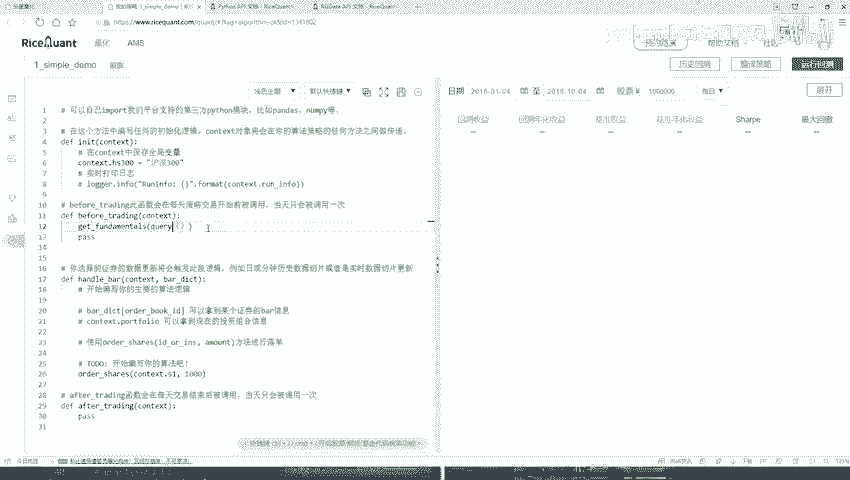 Python API 文档 - RiceQuant
RQData API 文档 - RiceQuant
https://www.ricequant.com/quant/
RiceQuant
AMS
帮助文档
社区
1_simple_demo
历史回测
编译策略
运行回测
浅色主题
默认快捷键
日期
2016-01-04
至
2016-10-04
股票 ¥
每日
展开
回测收益
回测年化收益
基准收益
基准年化收益
Sharpe
最大回撤
1 # 可以自己import我们平台支持的第三方python模块，比如pandas、numpy等。
2
3 # 在这个方法中编写任何的初始化逻辑。context对象将会在你的算法策略的任何方法之间做传递。
4 def init(context):
5 # 在context中保存全局变量
6 context.hs300 = "沪深300"
7 # 实时打印日志
8 # logger.info("RunInfo: {}".format(context.run_info))
9
10 # before_trading此函数会在每天策略交易开始前被调用，当天只会被调用一次
11 def before_trading(context):
12 get_fundamentals(query() )
13 pass
14
15
16 # 你选择的证券的数据更新将会触发此段逻辑，例如日或分钟历史数据切片或者是实时数据切片更新
17 def handle_bar(context, bar_dict):
18 # 开始编写你的主要的算法逻辑
19
20 # bar_dict[order_book_id] 可以拿到某个证券的bar信息
21 # context.portfolio 可以拿到现在的投资组合信息
22
23 # 使用order_shares(id_or_ins, amount)方法进行落单
24
25 # TODO: 开始编写你的算法吧！
26 order_shares(context.s1, 1000)
27
28 # after_trading函数会在每天交易结束后被调用，当天只会被调用一次
29 def after_trading(context):
30 pass
31